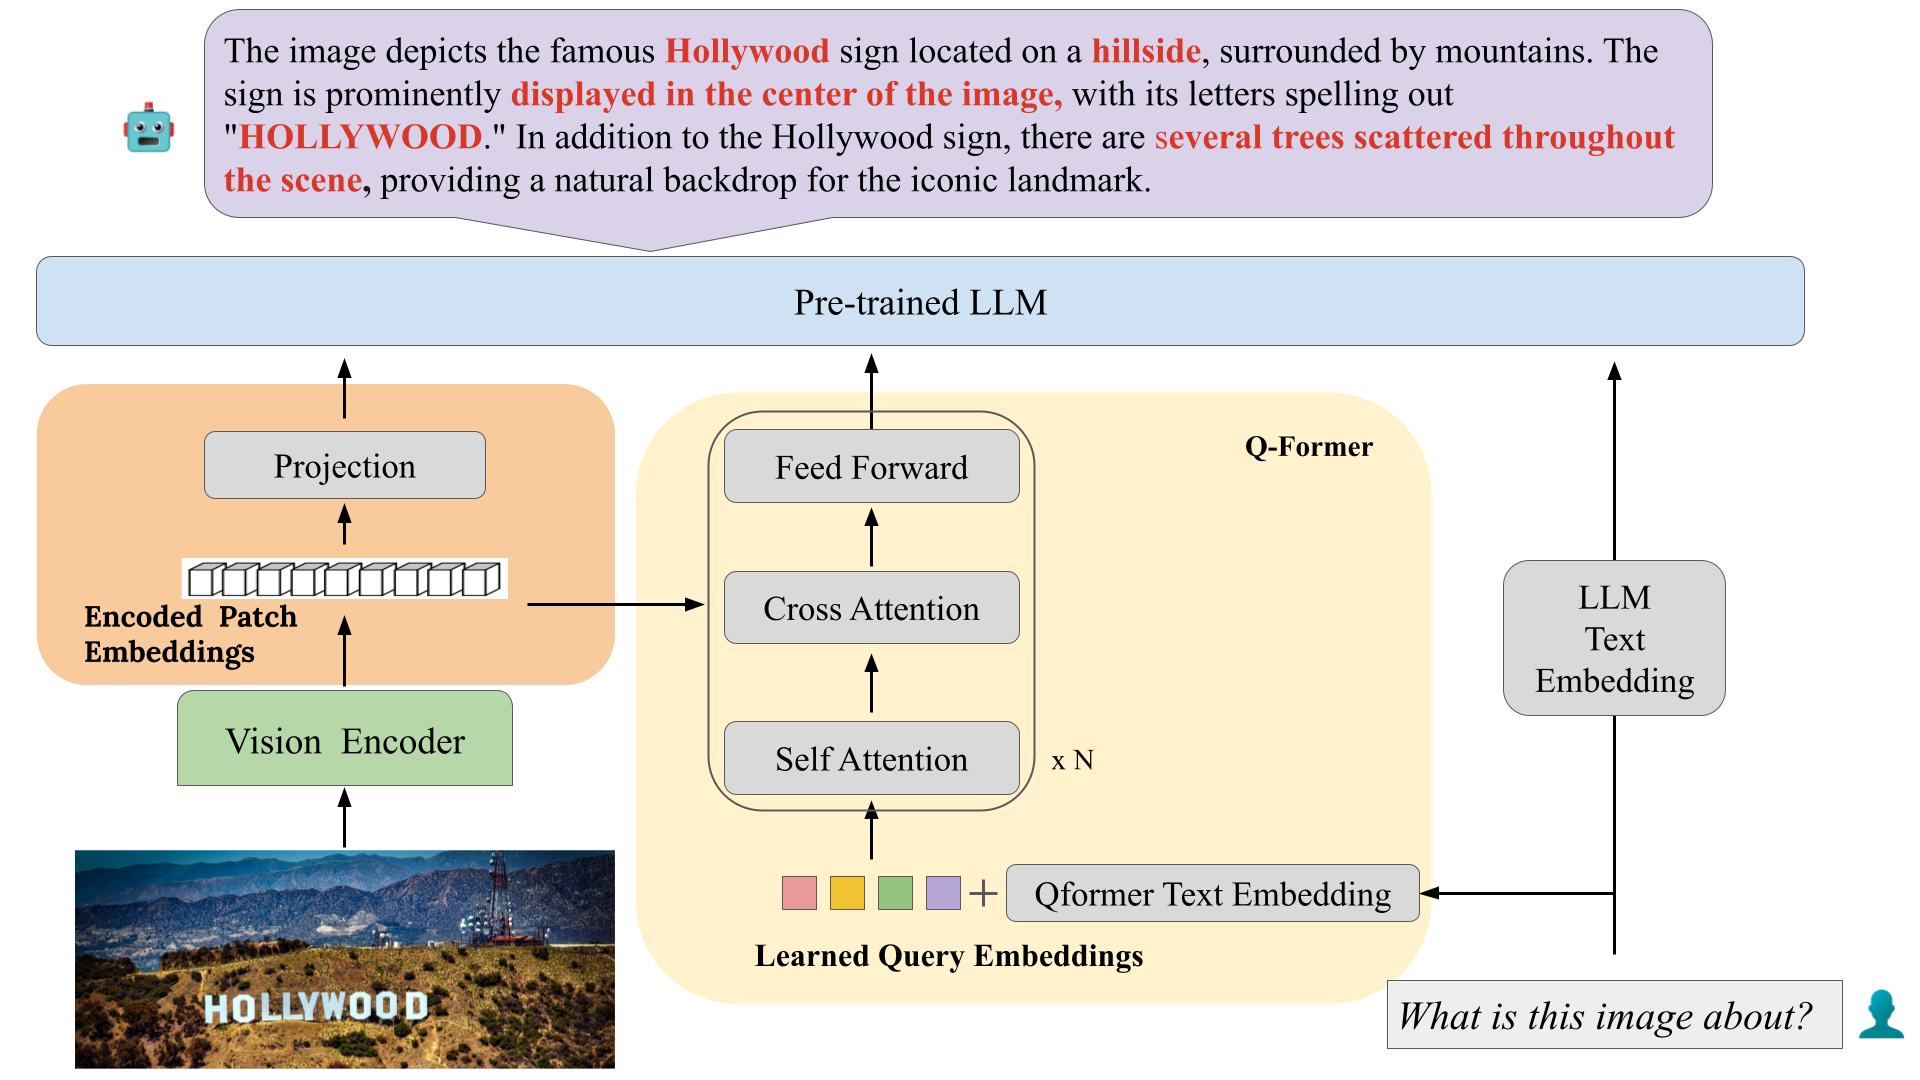 The image depicts the famous Hollywood sign located on a hillside, surrounded by mountains. The
sign is prominently displayed in the center of the image, with its letters spelling out
"HOLLYWOOD." In addition to the Hollywood sign, there are several trees scattered throughout
the scene, providing a natural backdrop for the iconic landmark.
Pre-trained LLM
Projection
Encoded Patch
Embeddings
Vision Encoder
HOLLYWOOD
Q-Former
Feed Forward
Cross Attention
Self Attention
x N
+
Qformer Text Embedding
Learned Query Embeddings
LLM
Text
Embedding
What is this image about?